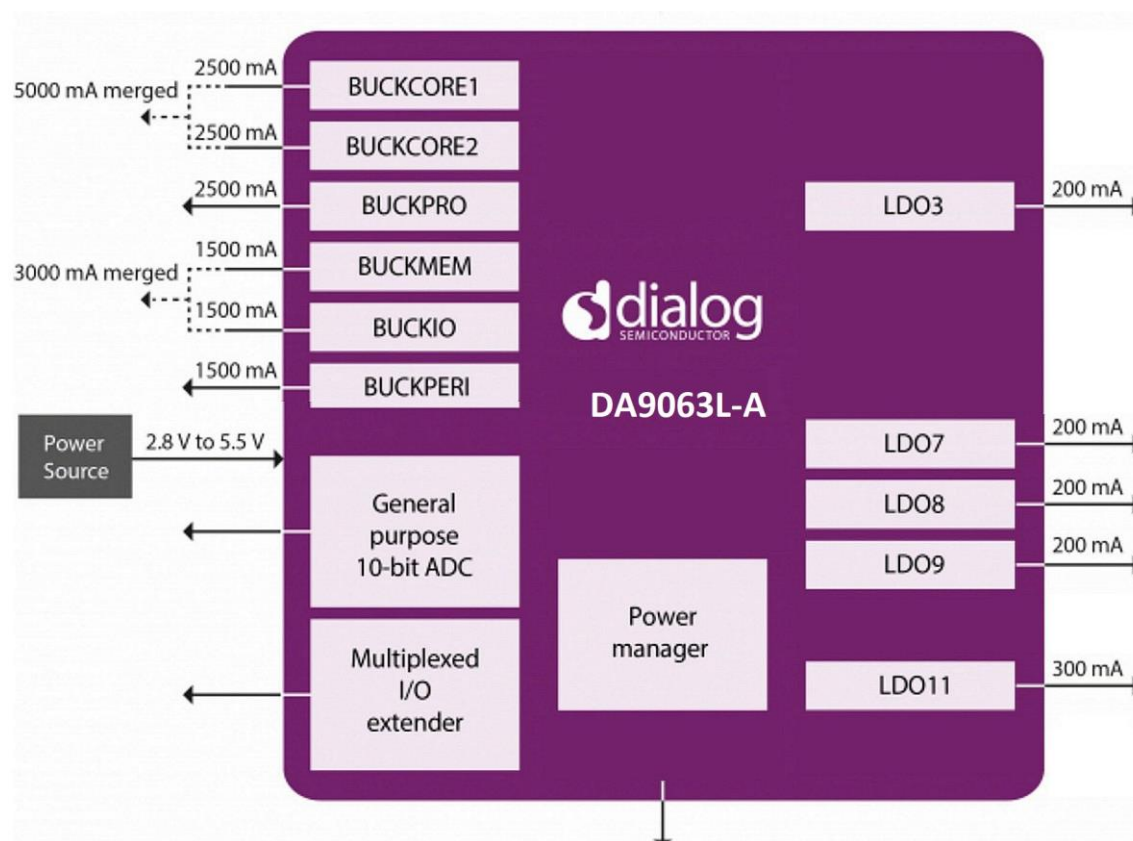 2500 mA
BUCKCORE1
5000 mA merged
2500 mA
BUCKCORE2
2500 mA
BUCKPRO
1500 mA
BUCKMEM
3000 mA merged
1500 mA
BUCKIO
1500 mA
BUCKPERI
Power
Source
2.8 V to 5.5 V
General
purpose
10-bit ADC
Multiplexed
I/O
extender
dialog
SEMICONDUCTOR
DA9063L-A
Power
manager
LDO3
200 mA
LDO7
200 mA
LDO8
200 mA
LDO9
200 mA
LDO11
300 mA